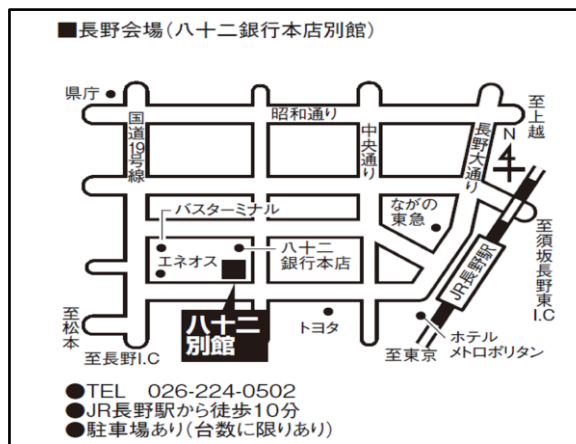 ■長野会場(八十二銀行本店別館)
県庁
国道19号線
昭和通り
中央通り
長野大通り
至上越
N
バスターミナル
ながの
東急
エネオス
八十二
銀行本店
JR長野駅
至須坂長野東I.C
至松本
八十二
別館
トヨタ
ホテル
メトロポリタン
至長野I.C
至東京
●TEL 026-224-0502
●JR長野駅から徒歩10分
●駐車場あり(台数に限りあり)